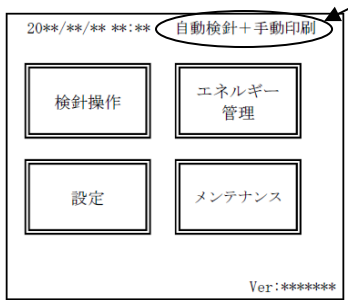 20**/**/** **:** 自動検針＋手動印刷
検針操作
エネルギー
管理
設定
メンテナンス
Ver:*******